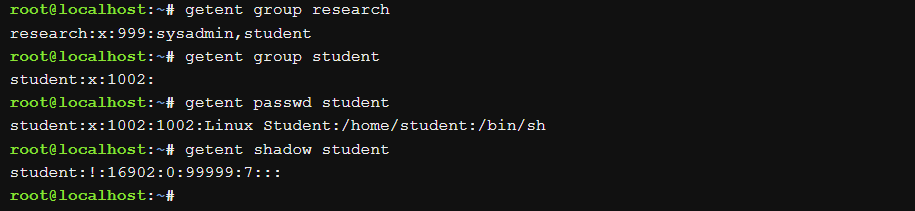 root@localhost:~# getent group research
research:x:999:sysadmin,student
root@localhost:~# getent group student
student:x:1002:
root@localhost:~# getent passwd student
student:x:1002:1002:Linux Student:/home/student:/bin/sh
root@localhost:~# getent shadow student
student:!:16902:0:99999:7:::
root@localhost:~#